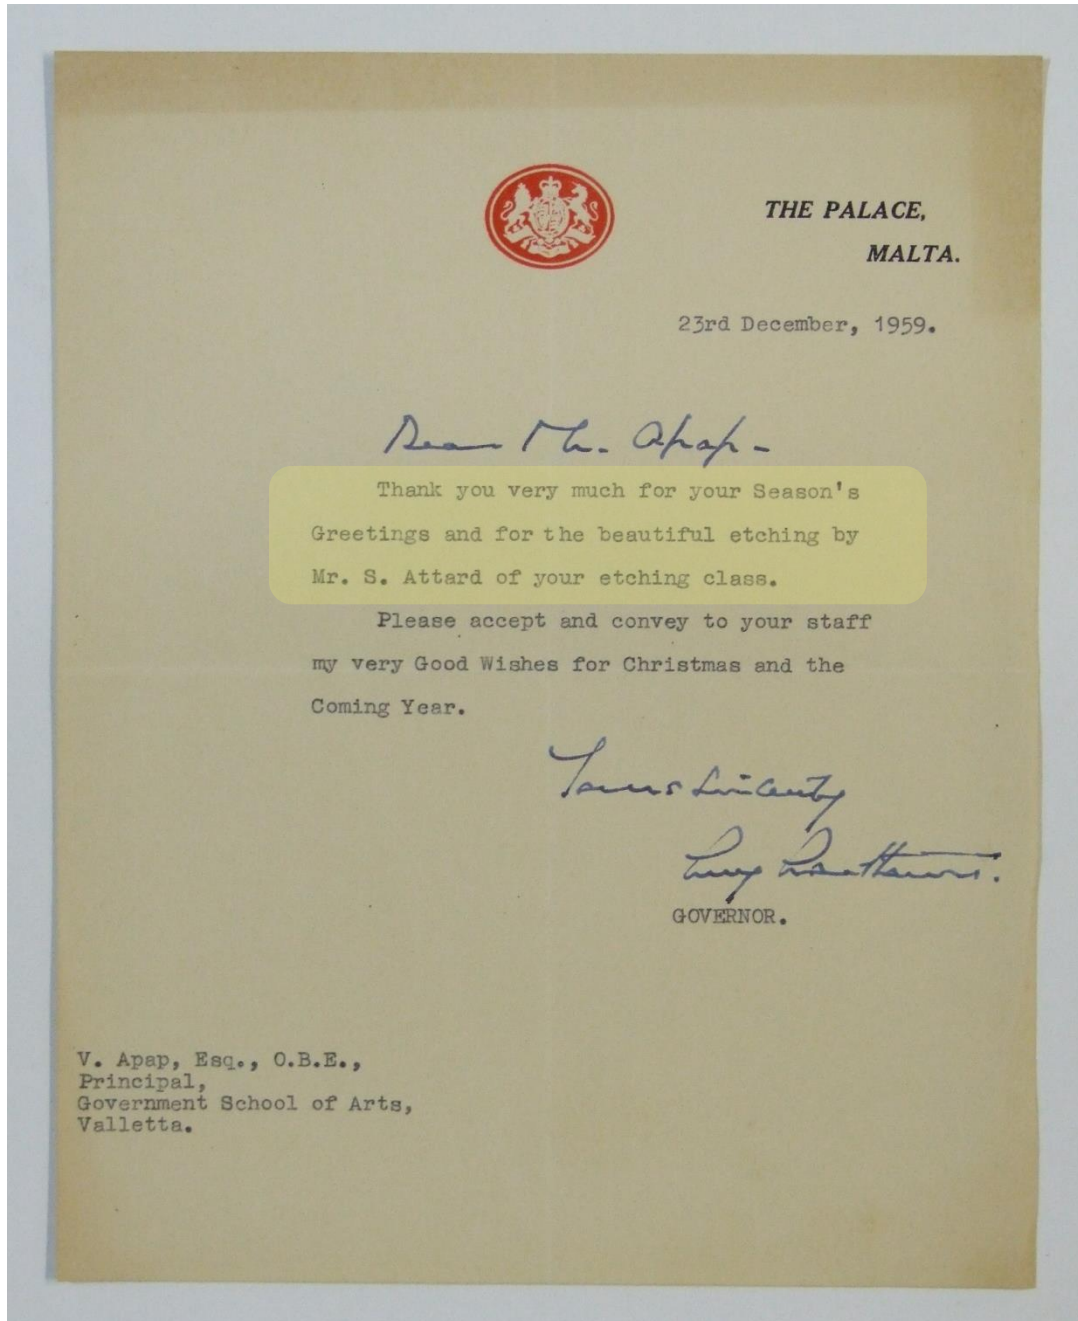 THE PALACE,
MALTA.
23rd December, 1959.
Dear Mr. Apap -
Thank you very much for your Season's
Greetings and for the beautiful etching by
Mr. S. Attard of your etching class.
Please accept and convey to your staff
my very Good Wishes for Christmas and the
Coming Year.
Yours Sincerely
GOVERNOR.
V. Apap, Esq., O.B.E.,
Principal,
Government School of Arts,
Valletta.